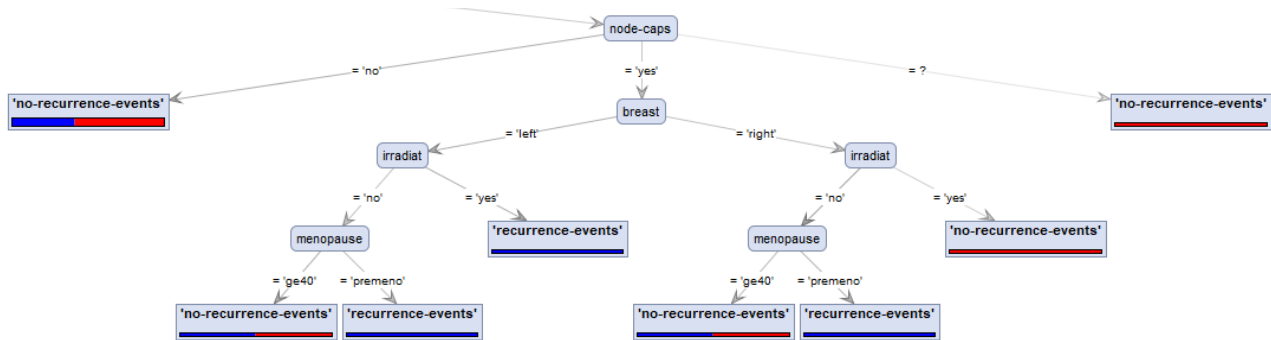 node-caps
= 'no'
= 'yes'
= ?
'no-recurrence-events'
breast
'no-recurrence-events'
= 'left'
= 'right'
irradiat
irradiat
= 'no'
= 'yes'
= 'no'
= 'yes'
menopause
'recurrence-events'
menopause
'no-recurrence-events'
= 'ge40'
= 'premeno'
= 'ge40'
= 'premeno'
'no-recurrence-events'
'recurrence-events'
'no-recurrence-events'
'recurrence-events'